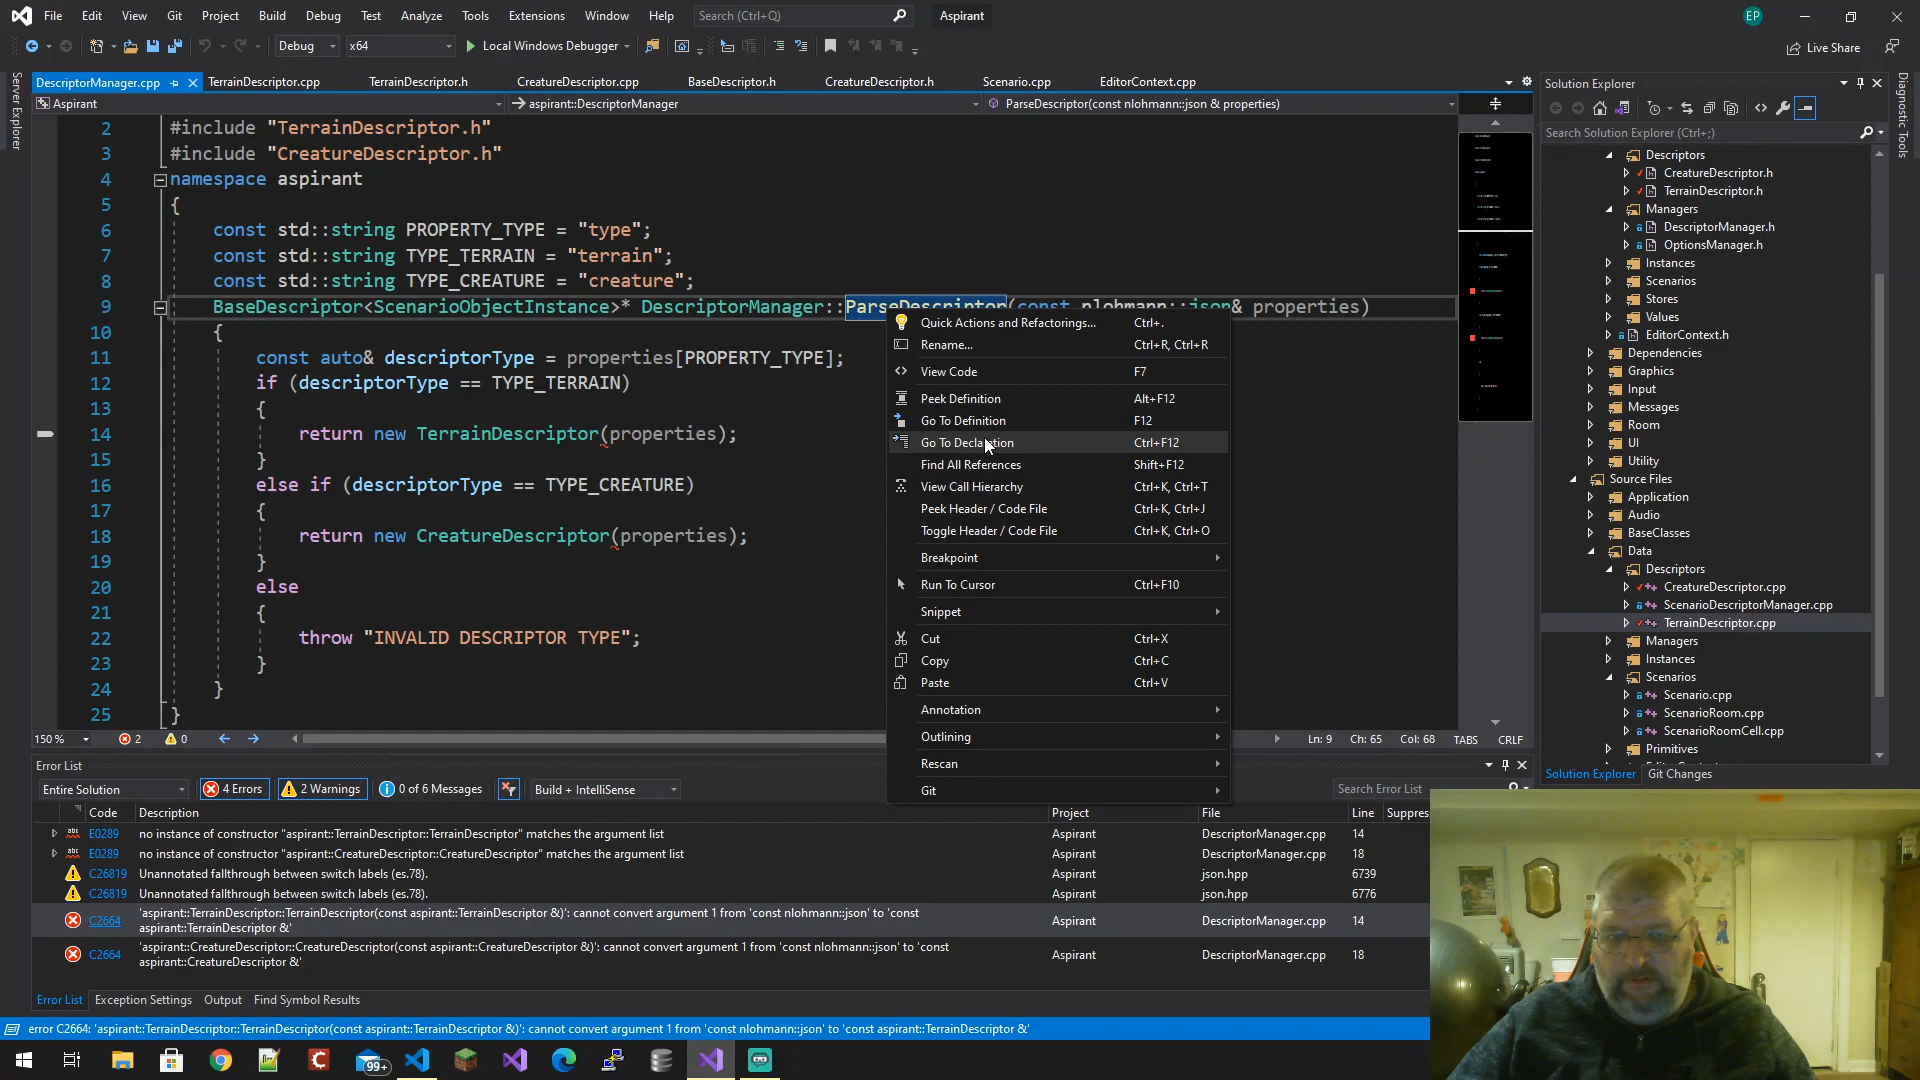 File Edit View Git Project Build Debug Test Analyze Tools Extensions Window Help Search (Ctrl+Q) Aspirant EP
Debug x64 Local Windows Debugger Live Share
Server Explorer
Diagnostic Tools
DescriptorManager.cpp TerrainDescriptor.cpp TerrainDescriptor.h CreatureDescriptor.cpp BaseDescriptor.h CreatureDescriptor.h Scenario.cpp EditorContext.cpp
Aspirant aspirant::DescriptorManager ParseDescriptor(const nlohmann::json & properties)
2 #include "TerrainDescriptor.h"
3 #include "CreatureDescriptor.h"
4 namespace aspirant
5 {
6 const std::string PROPERTY_TYPE = "type";
7 const std::string TYPE_TERRAIN = "terrain";
8 const std::string TYPE_CREATURE = "creature";
9 BaseDescriptor<ScenarioObjectInstance>* DescriptorManager::ParseDescriptor(const nlohmann::json& properties)
10 {
11 const auto& descriptorType = properties[PROPERTY_TYPE];
12 if (descriptorType == TYPE_TERRAIN)
13 {
14 return new TerrainDescriptor(properties);
15 }
16 else if (descriptorType == TYPE_CREATURE)
17 {
18 return new CreatureDescriptor(properties);
19 }
20 else
21 {
22 throw "INVALID DESCRIPTOR TYPE";
23 }
24 }
25 }
Quick Actions and Refactorings... Ctrl+.
Rename... Ctrl+R, Ctrl+R
View Code F7
Peek Definition Alt+F12
Go To Definition F12
Go To Declaration Ctrl+F12
Find All References Shift+F12
View Call Hierarchy Ctrl+K, Ctrl+T
Peek Header / Code File Ctrl+K, Ctrl+J
Toggle Header / Code File Ctrl+K, Ctrl+O
Breakpoint
Run To Cursor Ctrl+F10
Snippet
Cut Ctrl+X
Copy Ctrl+C
Paste Ctrl+V
Annotation
Outlining
Rescan
Git
150 % 2 0 Ln: 9 Ch: 65 Col: 68 TABS CRLF
Solution Explorer
Search Solution Explorer (Ctrl+;)
Descriptors
CreatureDescriptor.h
TerrainDescriptor.h
Managers
DescriptorManager.h
OptionsManager.h
Instances
Scenarios
Stores
Values
EditorContext.h
Dependencies
Graphics
Input
Messages
Room
UI
Utility
Source Files
Application
Audio
BaseClasses
Data
Descriptors
CreatureDescriptor.cpp
ScenarioDescriptorManager.cpp
TerrainDescriptor.cpp
Managers
Instances
Scenarios
Scenario.cpp
ScenarioRoom.cpp
ScenarioRoomCell.cpp
Primitives
Solution Explorer Git Changes
Error List
Entire Solution 4 Errors 2 Warnings 0 of 6 Messages Build + IntelliSense Search Error List
Code Description Project File Line Suppres
E0289 no instance of constructor "aspirant::TerrainDescriptor::TerrainDescriptor" matches the argument list Aspirant DescriptorManager.cpp 14
E0289 no instance of constructor "aspirant::CreatureDescriptor::CreatureDescriptor" matches the argument list Aspirant DescriptorManager.cpp 18
C26819 Unannotated fallthrough between switch labels (es.78). Aspirant json.hpp 6739
C26819 Unannotated fallthrough between switch labels (es.78). Aspirant json.hpp 6776
C2664 'aspirant::TerrainDescriptor::TerrainDescriptor(const aspirant::TerrainDescriptor &)': cannot convert argument 1 from 'const nlohmann::json' to 'const Aspirant DescriptorManager.cpp 14
aspirant::TerrainDescriptor &'
C2664 'aspirant::CreatureDescriptor::CreatureDescriptor(const aspirant::CreatureDescriptor &)': cannot convert argument 1 from 'const nlohmann::json' to 'const Aspirant DescriptorManager.cpp 18
aspirant::CreatureDescriptor &'
Error List Exception Settings Output Find Symbol Results
error C2664: 'aspirant::TerrainDescriptor::TerrainDescriptor(const aspirant::TerrainDescriptor &)': cannot convert argument 1 from 'const nlohmann::json' to 'const aspirant::TerrainDescriptor &'
99+